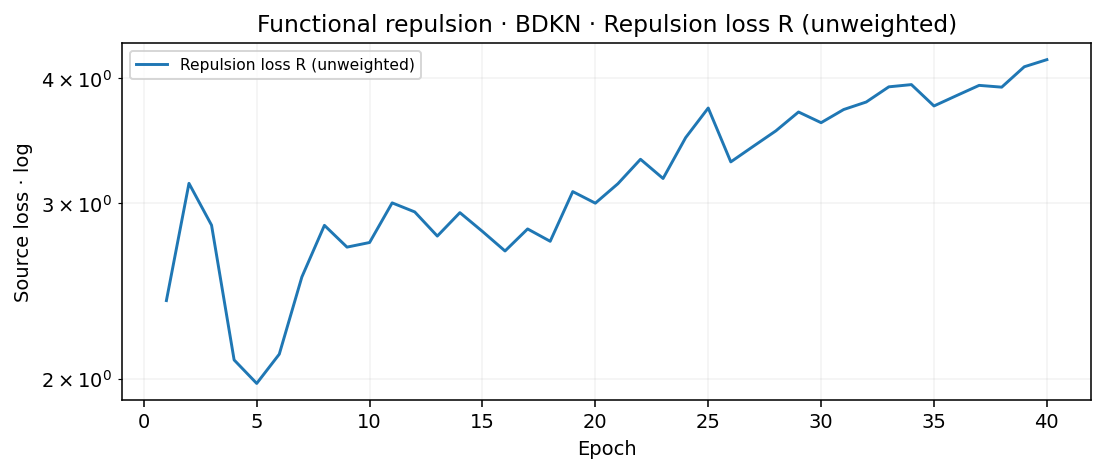 Functional repulsion · BDKN · Repulsion loss R (unweighted)
Repulsion loss R (unweighted)
Source loss · log
4 × 10⁰
3 × 10⁰
2 × 10⁰
0 5 10 15 20 25 30 35 40
Epoch